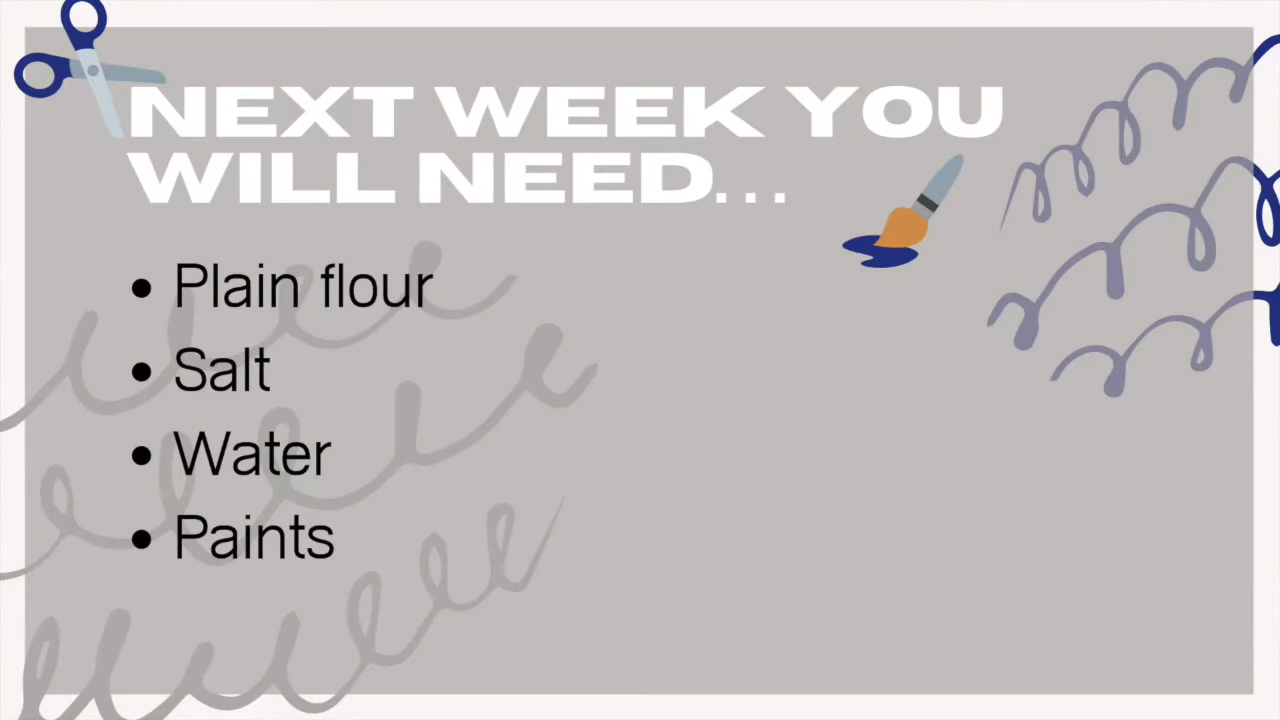 NEXT WEEK YOU
WILL NEED...
• Plain flour
• Salt
• Water
• Paints